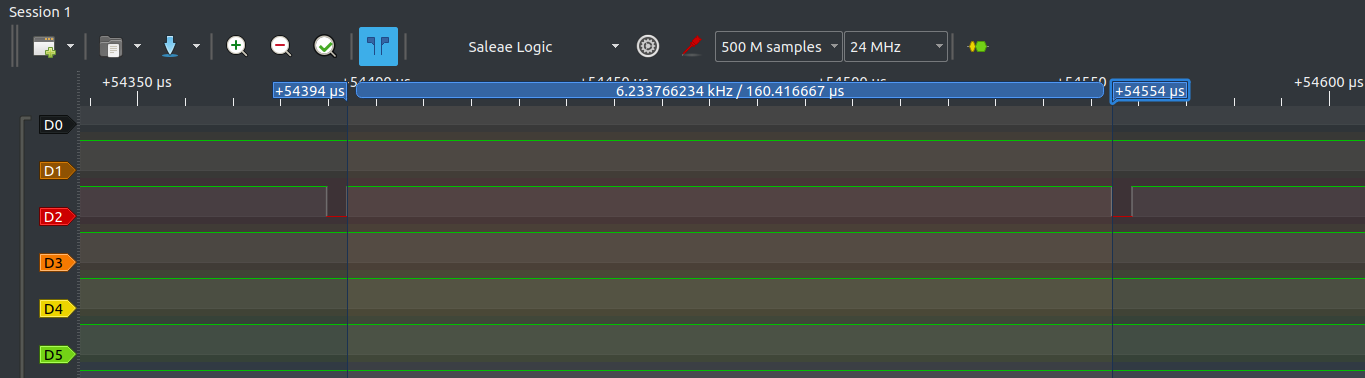 Session 1
Saleae Logic 500 M samples 24 MHz
+54350 µs +54400 µs +54450 µs +54500 µs +54550 +54600 µs
+54394 µs 6.233766234 kHz / 160.416667 µs +54554 µs
D0
D1
D2
D3
D4
D5